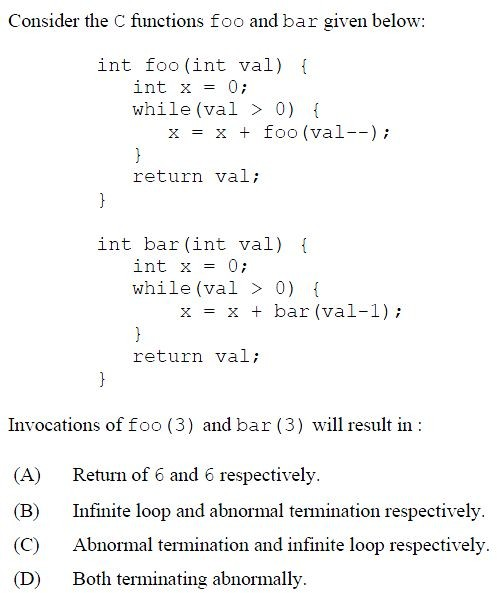 Consider the C functions foo and bar given below:
int foo(int val) {
int x = 0;
while(val > 0) {
x = x + foo(val--);
}
return val;
}
int bar(int val) {
int x = 0;
while(val > 0) {
x = x + bar(val-1);
}
return val;
}
Invocations of foo(3) and bar(3) will result in :
(A) Return of 6 and 6 respectively.
(B) Infinite loop and abnormal termination respectively.
(C) Abnormal termination and infinite loop respectively.
(D) Both terminating abnormally.